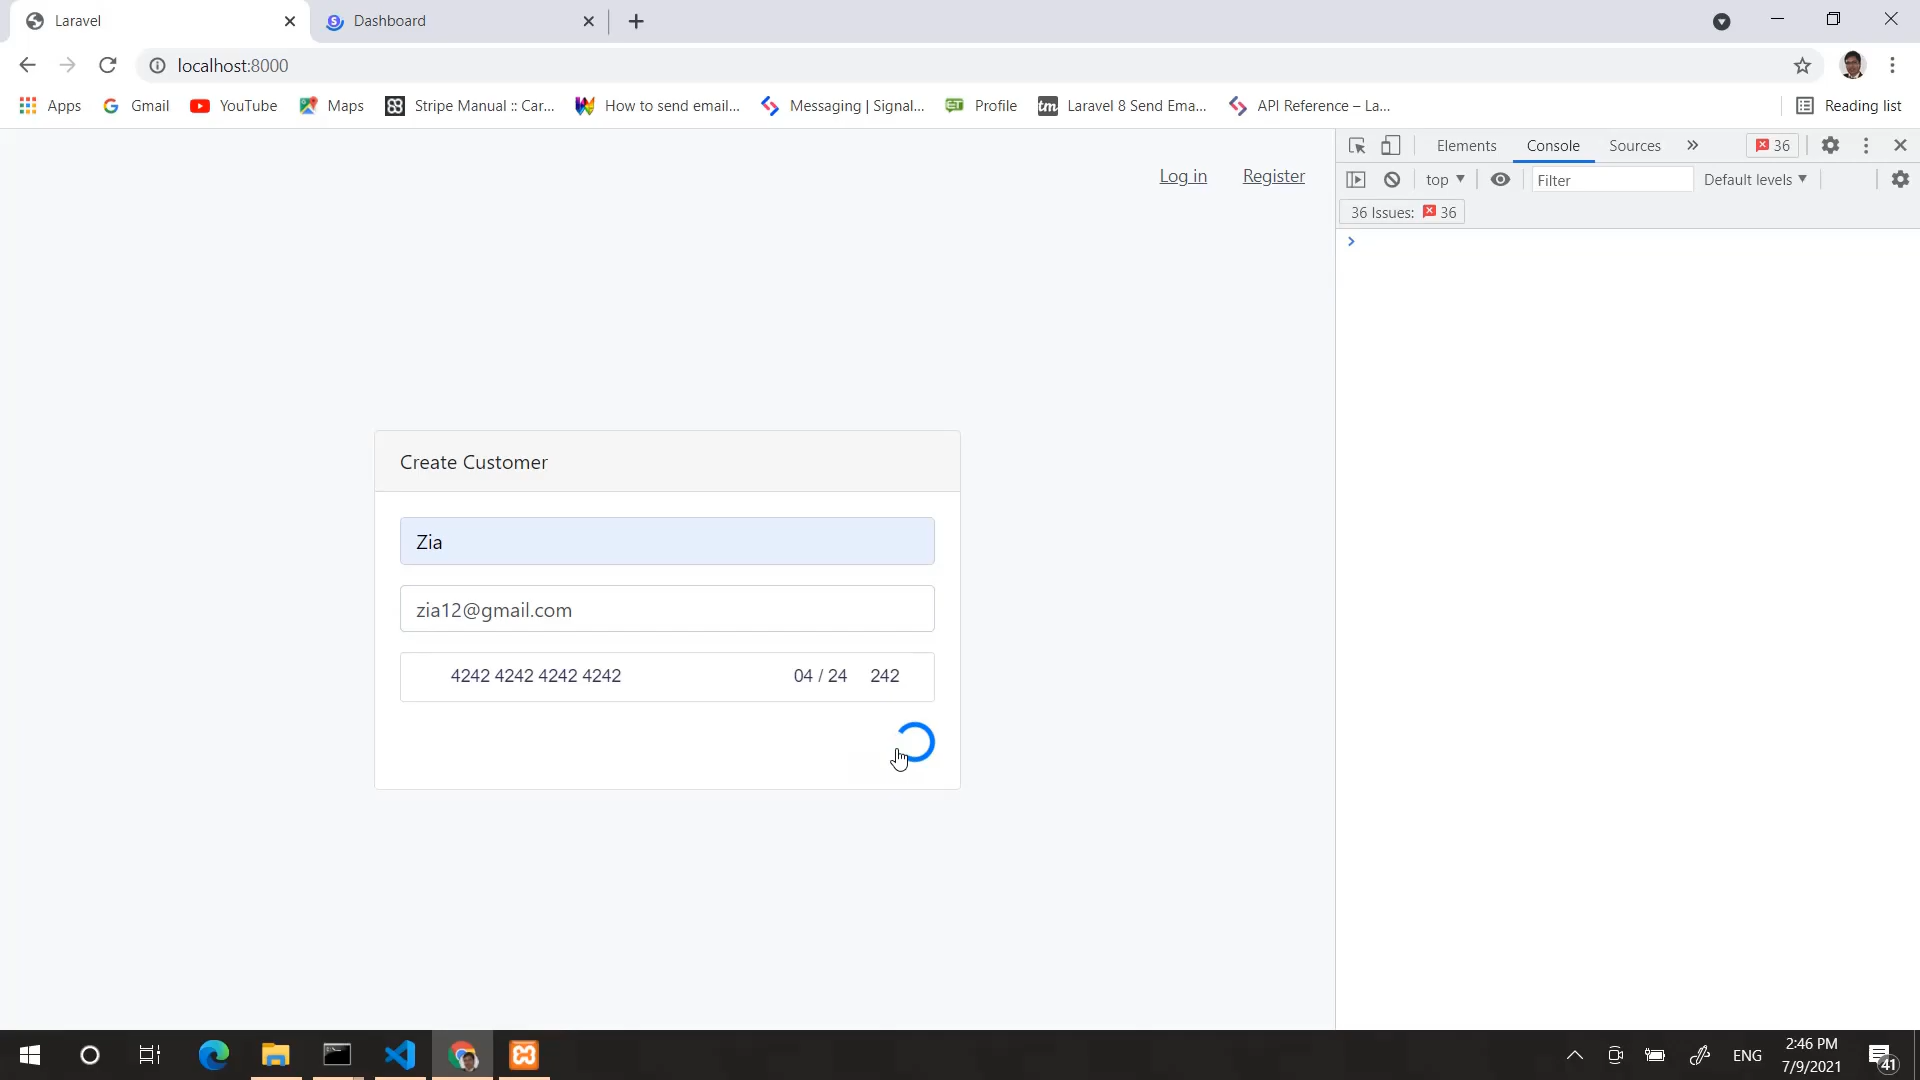 Laravel
Dashboard
localhost:8000
Apps
Gmail
YouTube
Maps
Stripe Manual :: Car...
How to send email...
Messaging | Signal...
Profile
Laravel 8 Send Ema...
API Reference – La...
Reading list
Log in
Register
Elements
Console
Sources
36
top
Filter
Default levels
36 Issues:
36
Create Customer
Zia
zia12@gmail.com
4242 4242 4242 4242
04 / 24
242
ENG
2:46 PM
7/9/2021
41